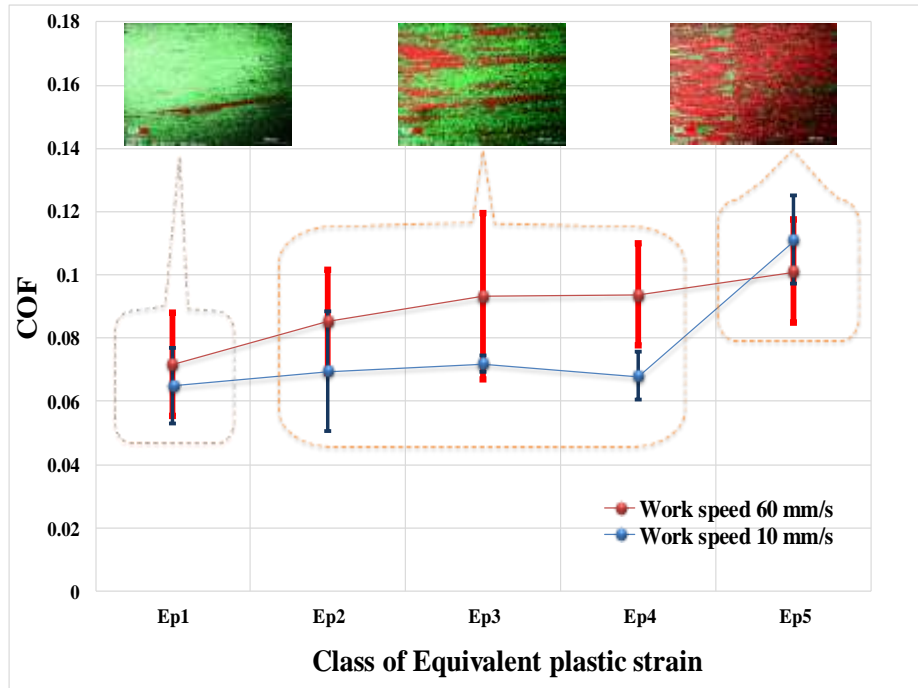 0.18
0.16
0.14
0.12
0.1
0.08
0.06
0.04
0.02
0
COF
Work speed 60 mm/s
Work speed 10 mm/s
Ep1 Ep2 Ep3 Ep4 Ep5
Class of Equivalent plastic strain